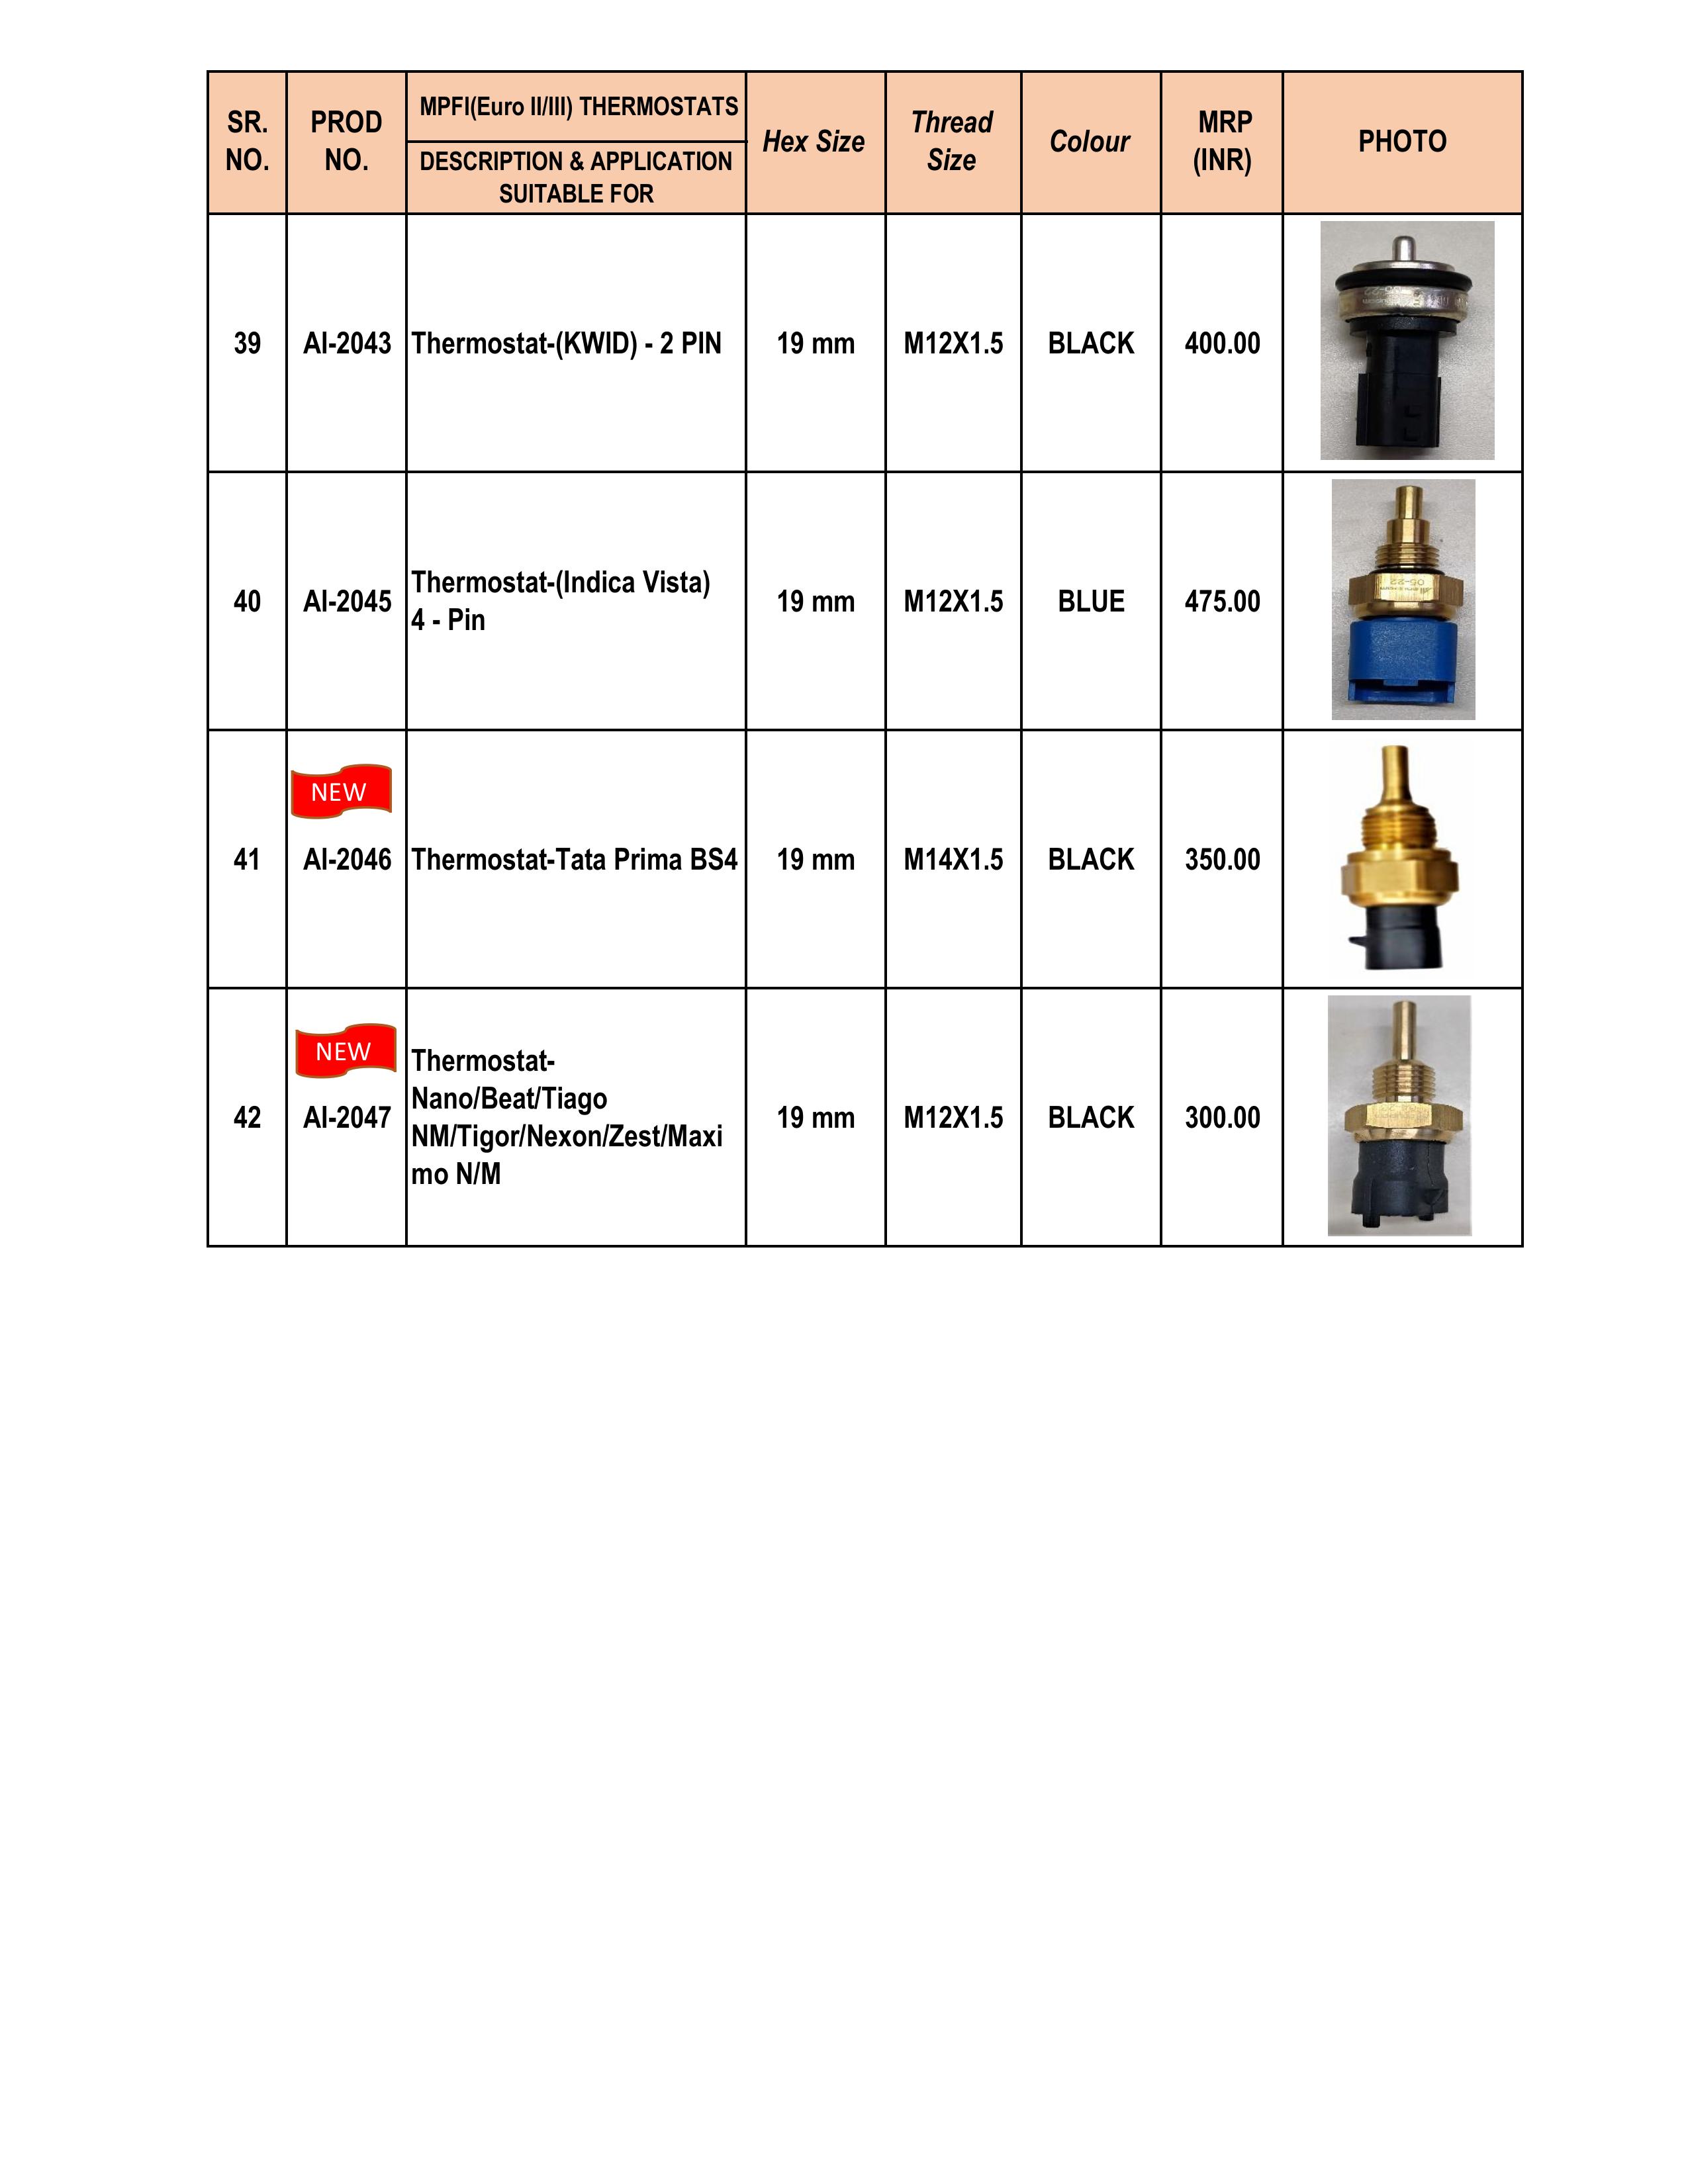 SR. NO.
PROD NO.
MPFI(Euro II/III) THERMOSTATS
DESCRIPTION & APPLICATION
SUITABLE FOR
Hex Size
Thread Size
Colour
MRP (INR)
PHOTO
39
AI-2043
Thermostat-(KWID) - 2 PIN
19 mm
M12X1.5
BLACK
400.00
40
AI-2045
Thermostat-(Indica Vista)
4 - Pin
19 mm
M12X1.5
BLUE
475.00
05-22
41
NEW
AI-2046
Thermostat-Tata Prima BS4
19 mm
M14X1.5
BLACK
350.00
42
NEW
AI-2047
Thermostat-
Nano/Beat/Tiago
NM/Tigor/Nexon/Zest/Maxi
mo N/M
19 mm
M12X1.5
BLACK
300.00